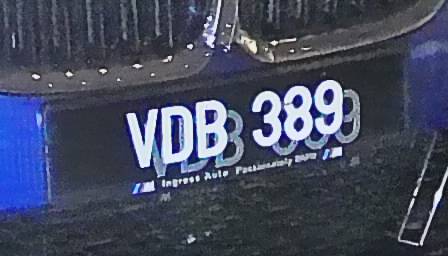 VDB 389
Ingress Auto Passionately BMW